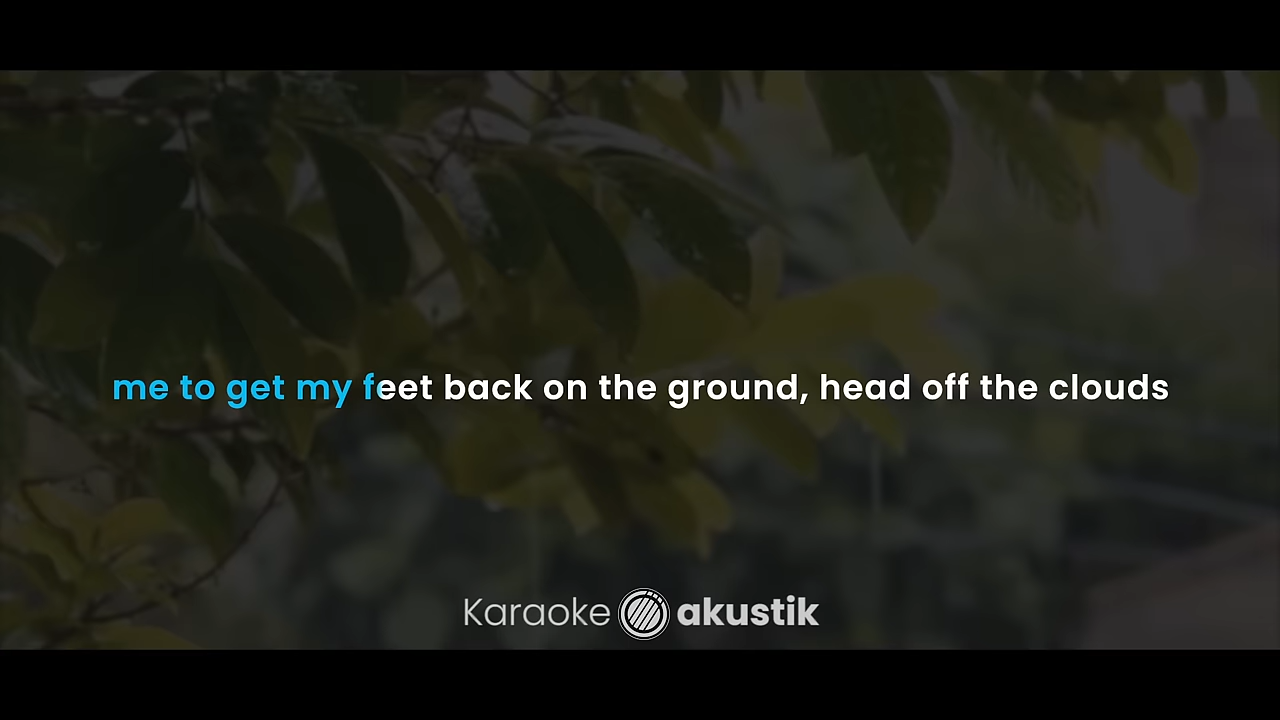 me to get my feet back on the ground, head off the clouds
Karaoke akustik